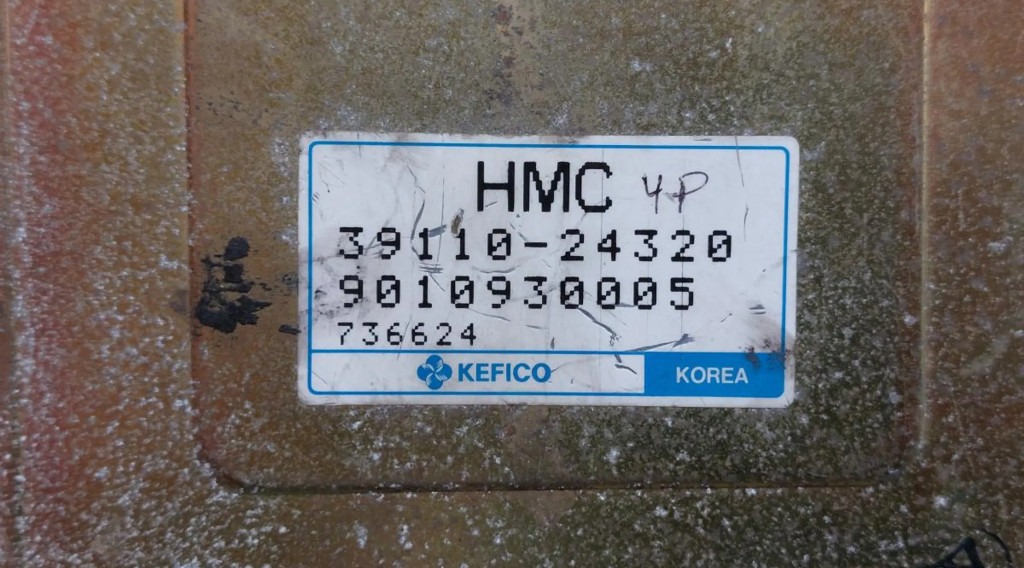 HMC 4P
39110-24320
9010930005
736624
KEFICO KOREA